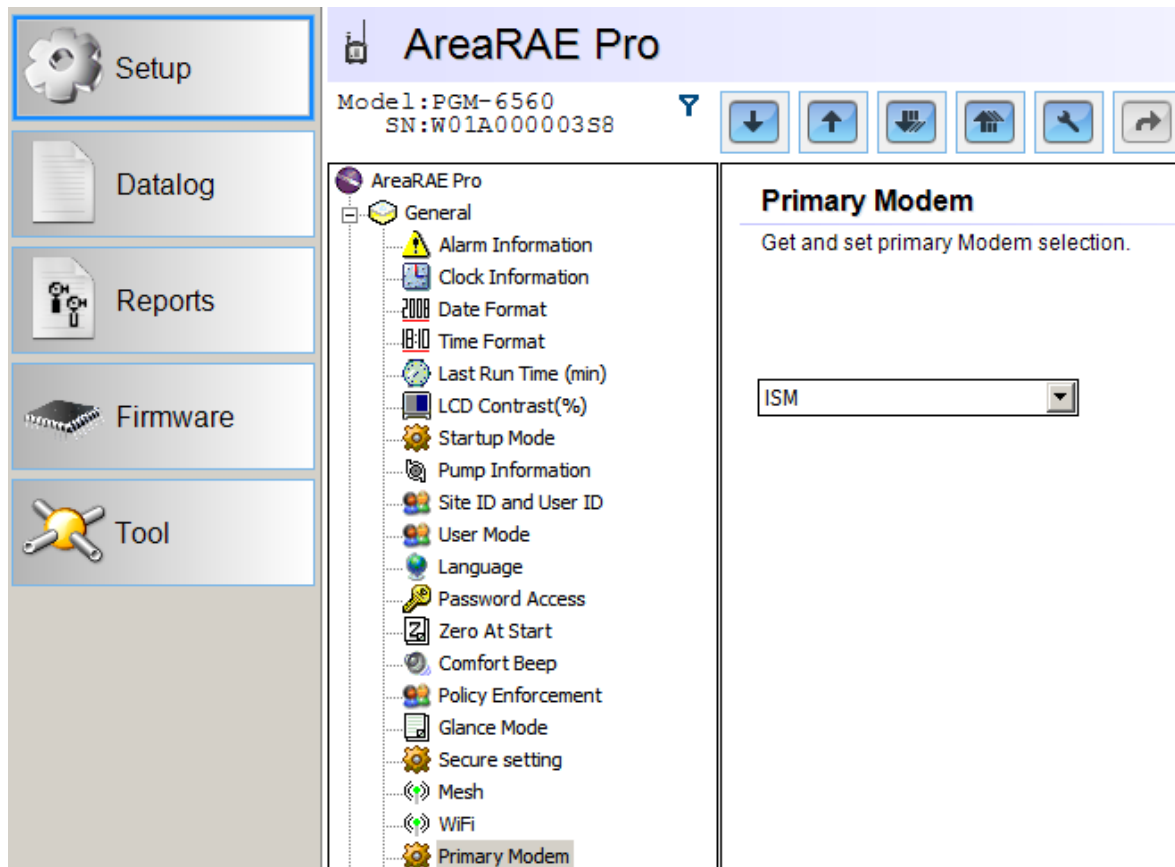 Setup
Datalog
Reports
Firmware
Tool
AreaRAE Pro
Model:PGM-6560
SN:W01A000003S8
AreaRAE Pro
General
Alarm Information
Clock Information
Date Format
Time Format
Last Run Time (min)
LCD Contrast(%)
Startup Mode
Pump Information
Site ID and User ID
User Mode
Language
Password Access
Zero At Start
Comfort Beep
Policy Enforcement
Glance Mode
Secure setting
Mesh
WiFi
Primary Modem
Primary Modem
Get and set primary Modem selection.
ISM